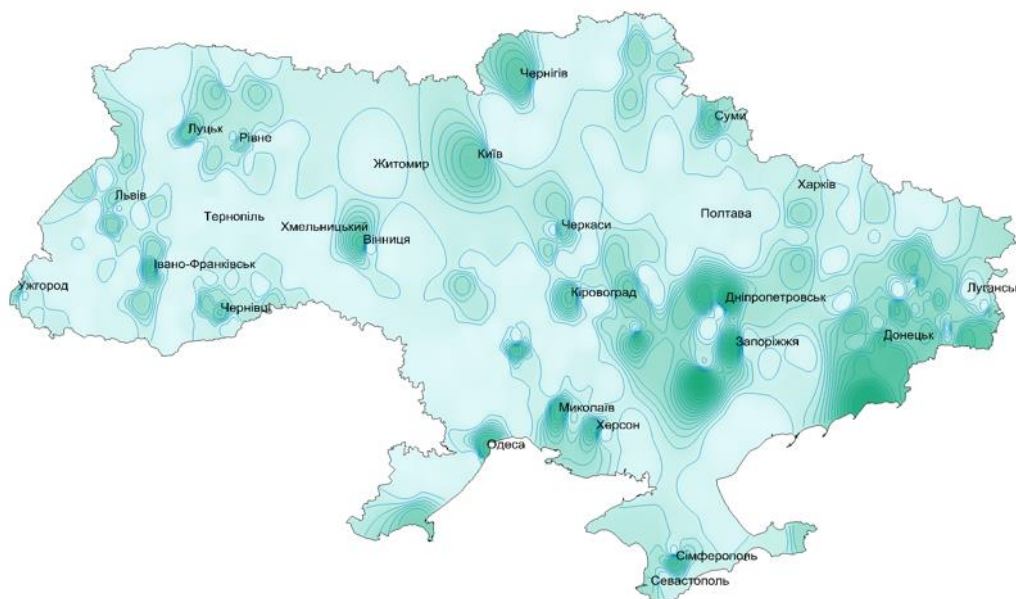 Чернігів
Суми
Луцьк
Рівне
Київ
Житомир
Харків
Львів
Тернопіль
Хмельницький
Вінниця
Черкаси
Полтава
Івано-Франківськ
Ужгород
Чернівці
Кіровоград
Дніпропетровськ
Луганськ
Запоріжжя
Донецьк
Миколаїв
Херсон
Одеса
Сімферополь
Севастополь